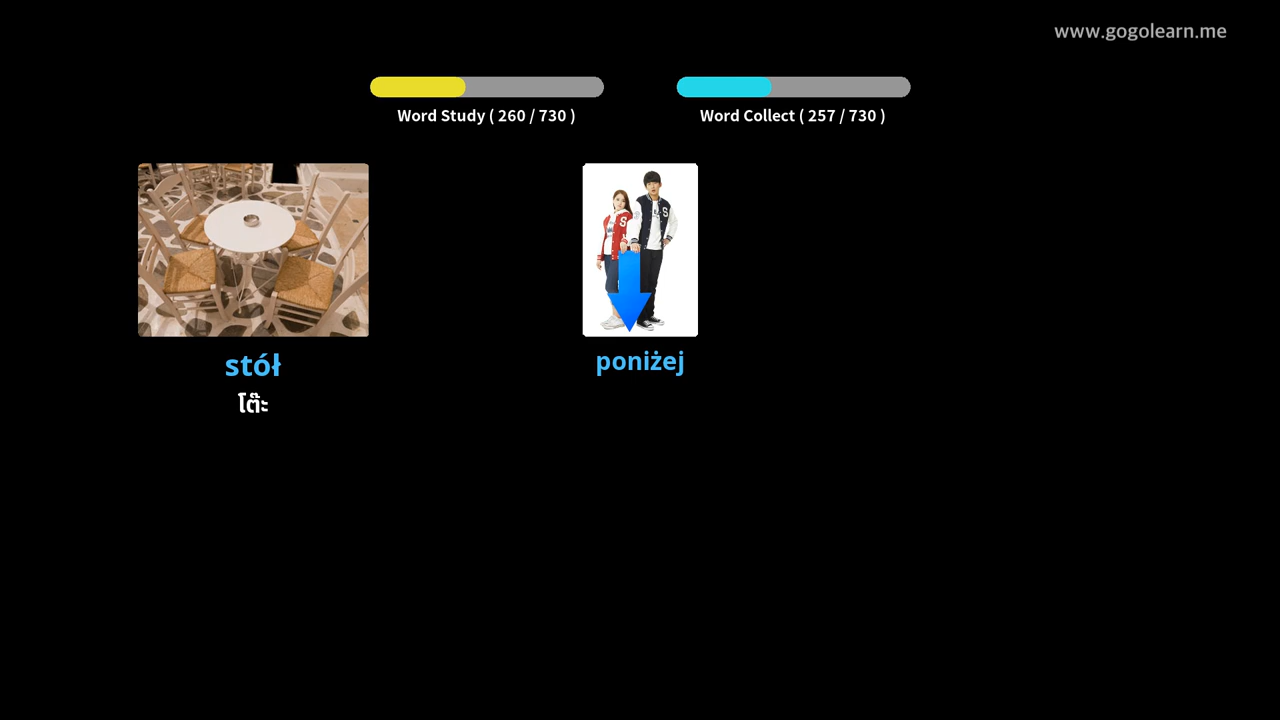 www.gogolearn.me
Word Study ( 260 / 730 )
Word Collect ( 257 / 730 )
S
S
stół
โต๊ะ
poniżej